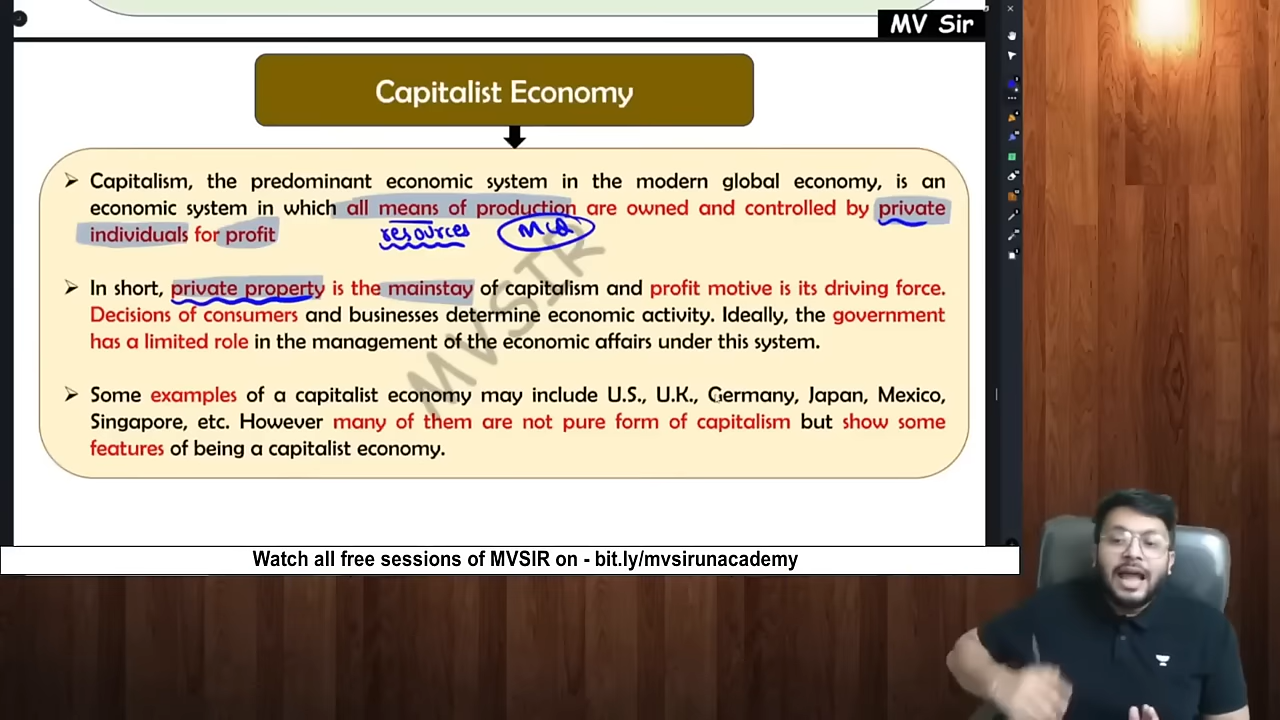 MV Sir
Capitalist Economy
➤ Capitalism, the predominant economic system in the modern global economy, is an
economic system in which all means of production are owned and controlled by private
individuals for profit
resources MCQ
➤ In short, private property is the mainstay of capitalism and profit motive is its driving force.
Decisions of consumers and businesses determine economic activity. Ideally, the government
has a limited role in the management of the economic affairs under this system.
MVSIR
➤ Some examples of a capitalist economy may include U.S., U.K., Germany, Japan, Mexico,
Singapore, etc. However many of them are not pure form of capitalism but show some
features of being a capitalist economy.
Watch all free sessions of MVSIR on - bit.ly/mvsirunacademy